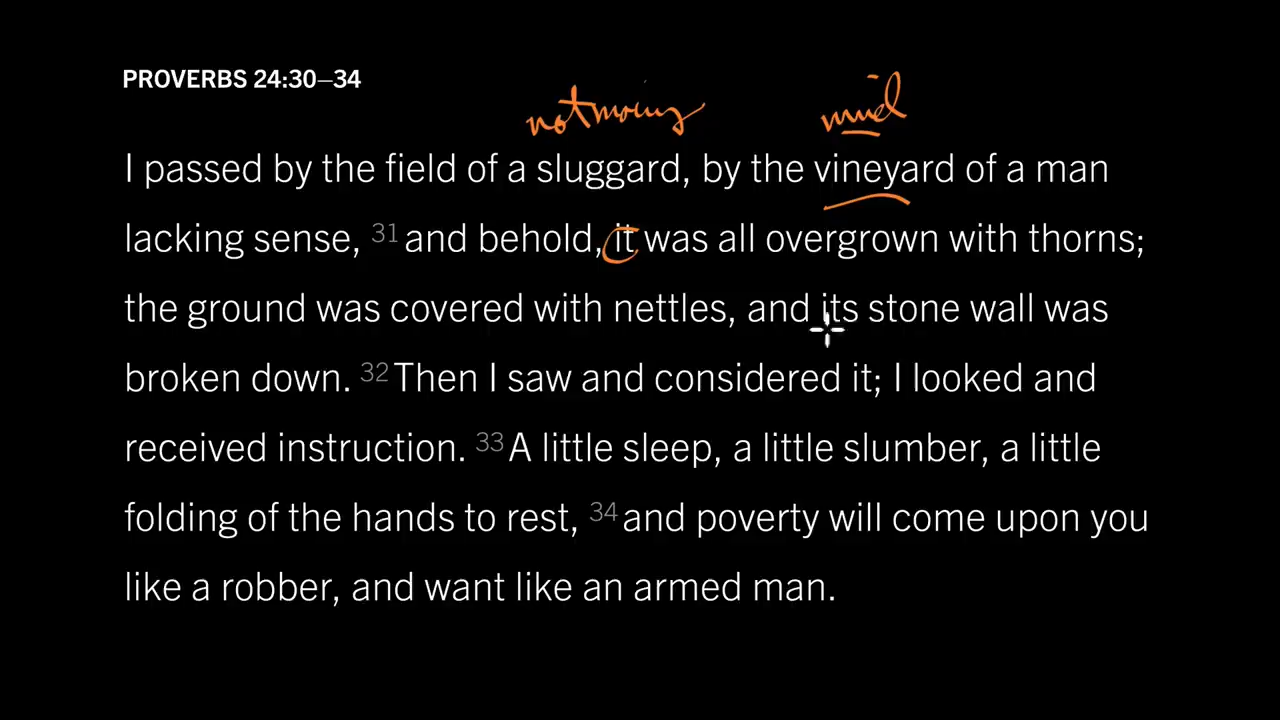 PROVERBS 24:30–34
not moving mind
I passed by the field of a sluggard, by the vineyard of a man
lacking sense, 31 and behold, it was all overgrown with thorns;
the ground was covered with nettles, and its stone wall was
broken down. 32 Then I saw and considered it; I looked and
received instruction. 33 A little sleep, a little slumber, a little
folding of the hands to rest, 34 and poverty will come upon you
like a robber, and want like an armed man.